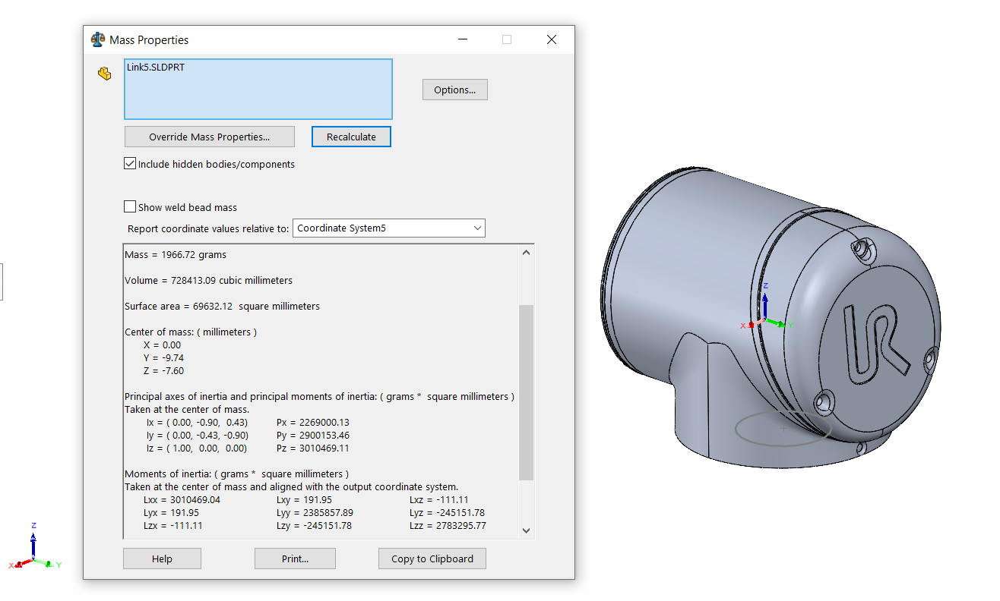 Mass Properties
Link5.SLDPRT
Options...
Override Mass Properties...
Recalculate
Include hidden bodies/components
Show weld bead mass
Report coordinate values relative to:
Coordinate System5
Mass = 1966.72 grams
Volume = 728413.09 cubic millimeters
Surface area = 69632.12 square millimeters
Center of mass: ( millimeters )
X = 0.00
Y = -9.74
Z = -7.60
Principal axes of inertia and principal moments of inertia: ( grams * square millimeters )
Taken at the center of mass.
Ix = ( 0.00, -0.90, 0.43) Px = 2269000.13
Iy = ( 0.00, -0.43, -0.90) Py = 2900153.46
Iz = ( 1.00, 0.00, 0.00) Pz = 3010469.11
Moments of inertia: ( grams * square millimeters )
Taken at the center of mass and aligned with the output coordinate system.
Lxx = 3010469.04 Lxy = 191.95 Lxz = -111.11
Lyx = 191.95 Lyy = 2385857.89 Lyz = -245151.78
Lzx = -111.11 Lzy = -245151.78 Lzz = 2783295.77
Help
Print...
Copy to Clipboard
Z
X
Y
UR
Z
X
Y